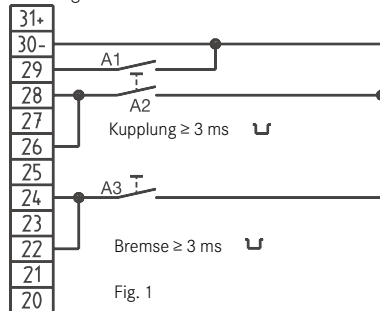 31+
30-
29
A1
28
A2
27
Kupplung ≥ 3 ms
26
25
24
A3
23
22
Bremse ≥ 3 ms
21
20
Fig. 1